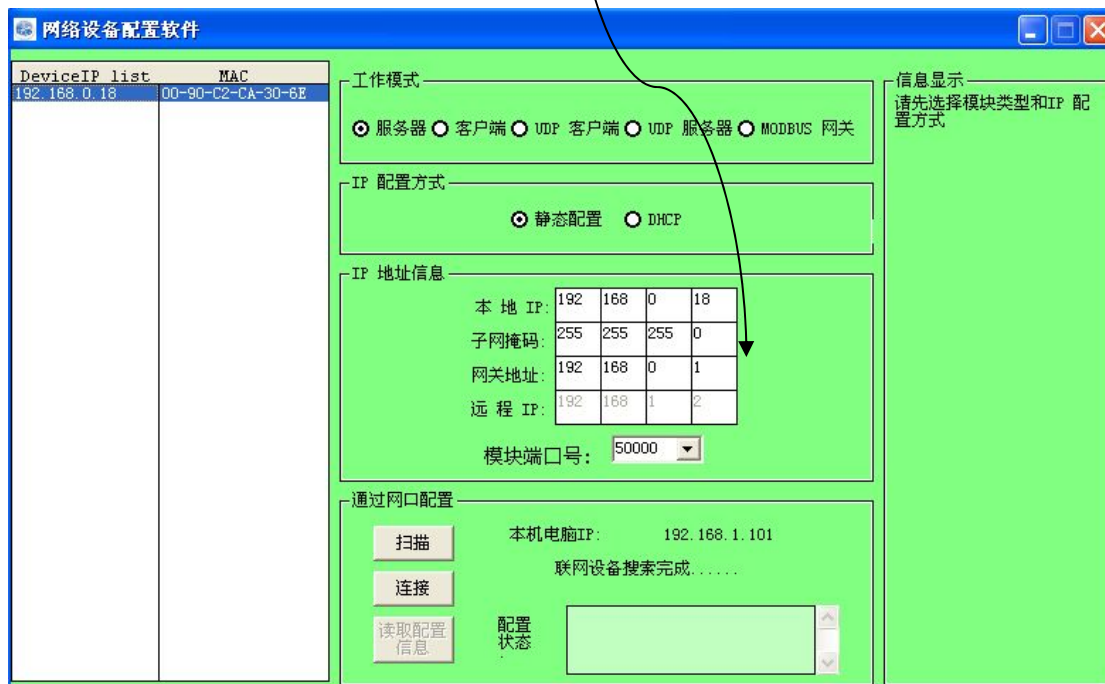 网络设备配置软件
DeviceIP list MAC
192.168.0.18 00-90-C2-CA-30-6E
工作模式
服务器 客户端 UDP 客户端 UDP 服务器 MODBUS 网关
IP 配置方式
静态配置 DHCP
IP 地址信息
本 地 IP: 192 168 0 18
子网掩码: 255 255 255 0
网关地址: 192 168 0 1
远 程 IP: 192 168 1 2
模块端口号: 50000
通过网口配置
扫描
本机电脑IP: 192.168.1.101
联网设备搜索完成......
连接
读取配置
信息
配置
状态
:
信息显示
请先选择模块类型和IP 配
置方式